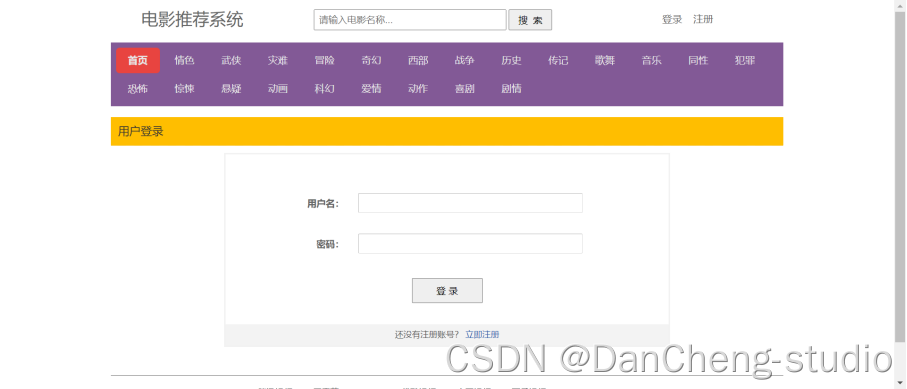 电影推荐系统 请输入电影名称... 搜 索 登录 注册
首页 情色 武侠 灾难 冒险 奇幻 西部 战争 历史 传记 歌舞 音乐 同性 犯罪
恐怖 惊悚 悬疑 动画 科幻 爱情 动作 喜剧 剧情
用户登录
用户名：
密码：
登 录
还没有注册账号？ 立即注册
CSDN @DanCheng-studio